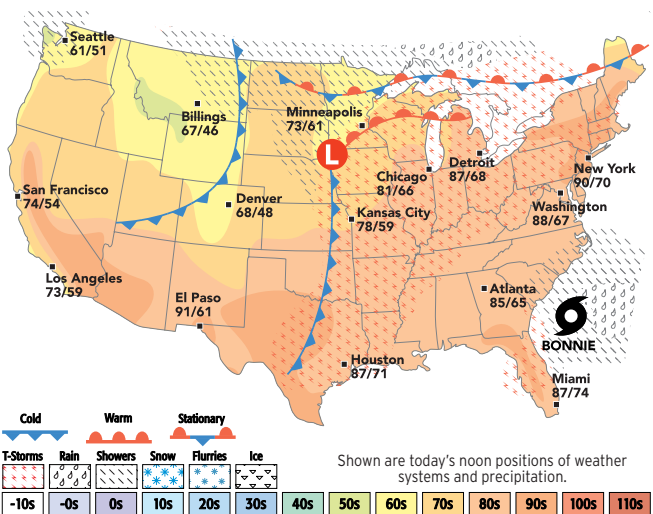 Seattle
61/51
Billings
67/46
Minneapolis
73/61
L
Detroit
87/68
Chicago
81/66
New York
90/70
San Francisco
74/54
Denver
68/48
Kansas City
78/59
Washington
88/67
Los Angeles
73/59
El Paso
91/61
Atlanta
85/65
BONNIE
Houston
87/71
Miami
87/74
Cold
Warm
Stationary
T-Storms
Rain
Showers
Snow
Flurries
Ice
Shown are today's noon positions of weather
systems and precipitation.
-10s
-0s
0s
10s
20s
30s
40s
50s
60s
70s
80s
90s
100s
110s